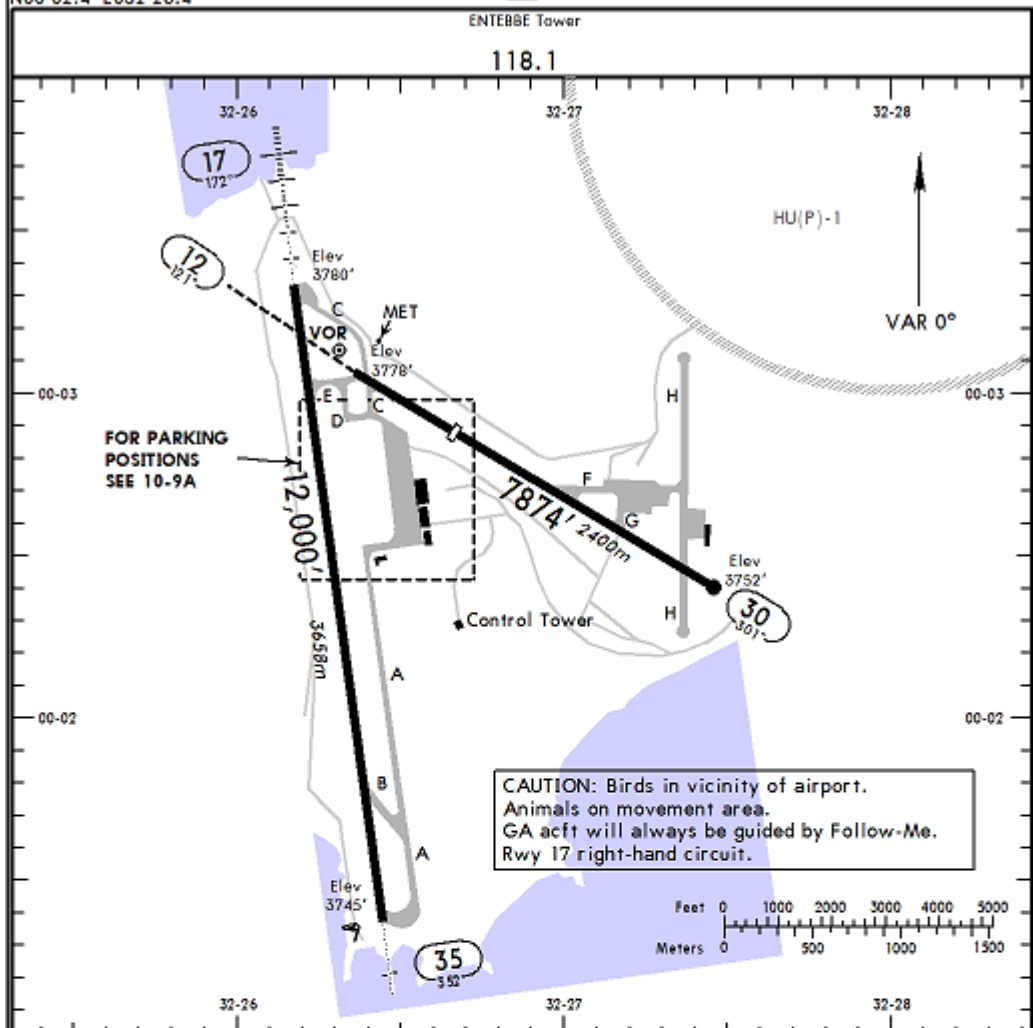 ENTEBBE Tower
118.1
32-26
32-27
32-28
17
172°
HU(P)-1
12
121°
Elev
3780'
C
MET
VOR
VAR 0°
Elev
3778'
00-03
00-03
E
C
H
D
FOR PARKING
POSITIONS
SEE 10-9A
12,000'
3658m
7874' 2400m
F
G
Elev
3752'
30
301°
H
Control Tower
A
00-02
00-02
B
CAUTION: Birds in vicinity of airport.
Animals on movement area.
GA acft will always be guided by Follow-Me.
Rwy 17 right-hand circuit.
A
Elev
3745'
Feet 0 1000 2000 3000 4000 5000
Meters 0 500 1000 1500
35
352°
32-26
32-27
32-28